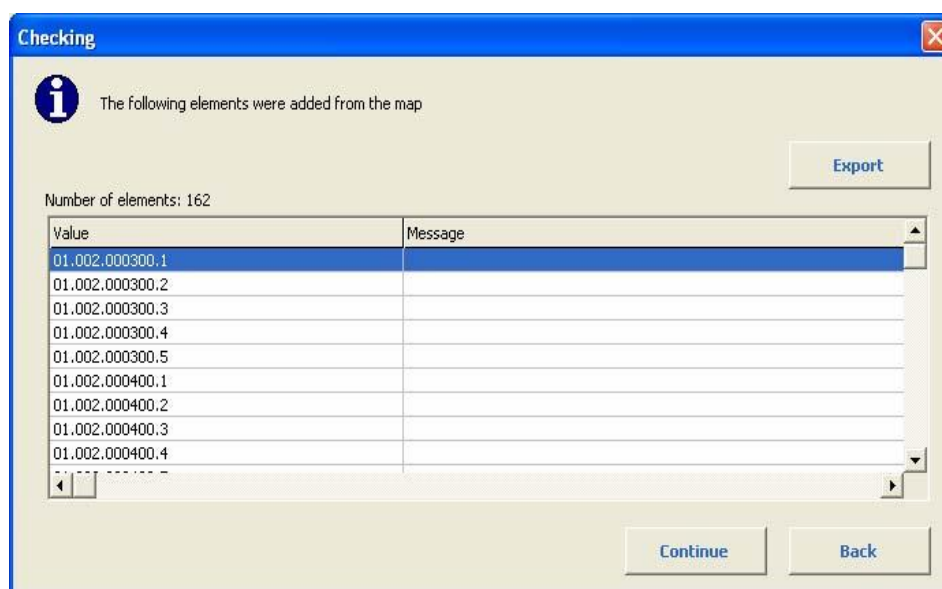 Checking
The following elements were added from the map
Export
Number of elements: 162
Value Message
01.002.000300.1
01.002.000300.2
01.002.000300.3
01.002.000300.4
01.002.000300.5
01.002.000400.1
01.002.000400.2
01.002.000400.3
01.002.000400.4
Continue Back